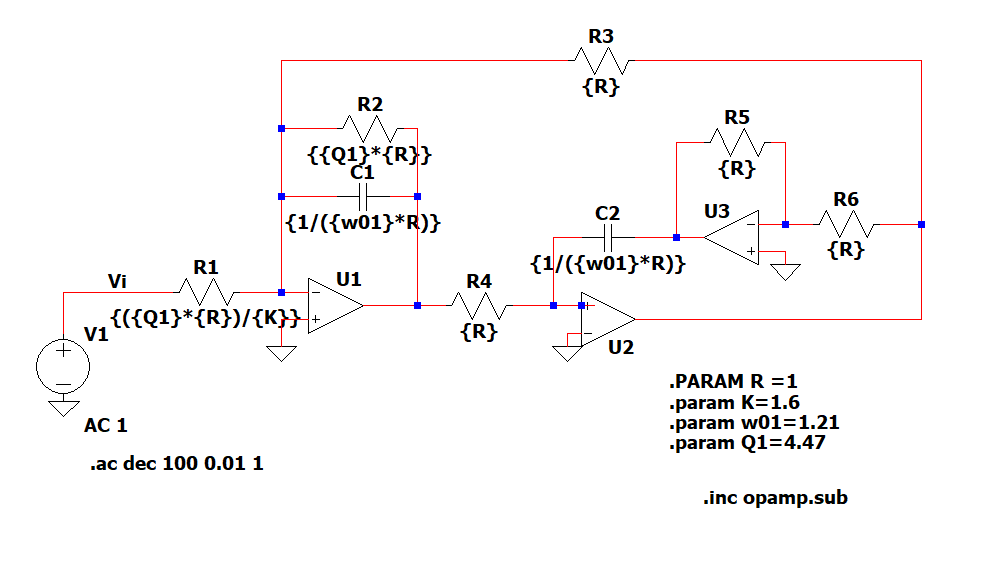 R3
{R}
R2
{{Q1}*{R}}
C1
{1/({w01}*R)}
R5
{R}
U3
R6
{R}
C2
{1/({w01}*R)}
Vi
R1
{({Q1}*{R})/{K}}
U1
R4
{R}
U2
V1
AC 1
.ac dec 100 0.01 1
.PARAM R =1
.param K=1.6
.param w01=1.21
.param Q1=4.47
.inc opamp.sub